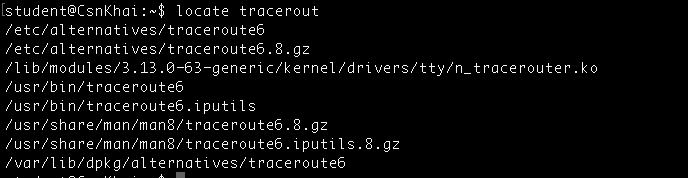 student@CsnKhai:~$ locate tracerout
/etc/alternatives/traceroute6
/etc/alternatives/traceroute6.8.gz
/lib/modules/3.13.0-63-generic/kernel/drivers/tty/n_tracerouter.ko
/usr/bin/traceroute6
/usr/bin/traceroute6.iputils
/usr/share/man/man8/traceroute6.8.gz
/usr/share/man/man8/traceroute6.iputils.8.gz
/var/lib/dpkg/alternatives/traceroute6
student@CsnKhai:~$